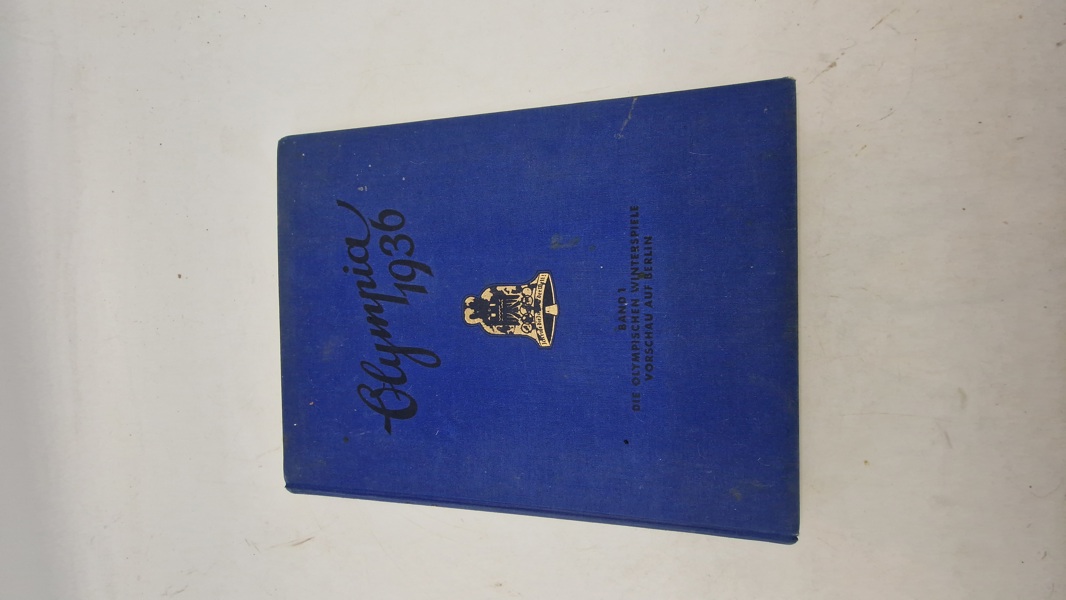 Olympia
1936
BAND 1
DIE OLYMPISCHEN WINTERSPIELE
VORSCHAU AUF BERLIN